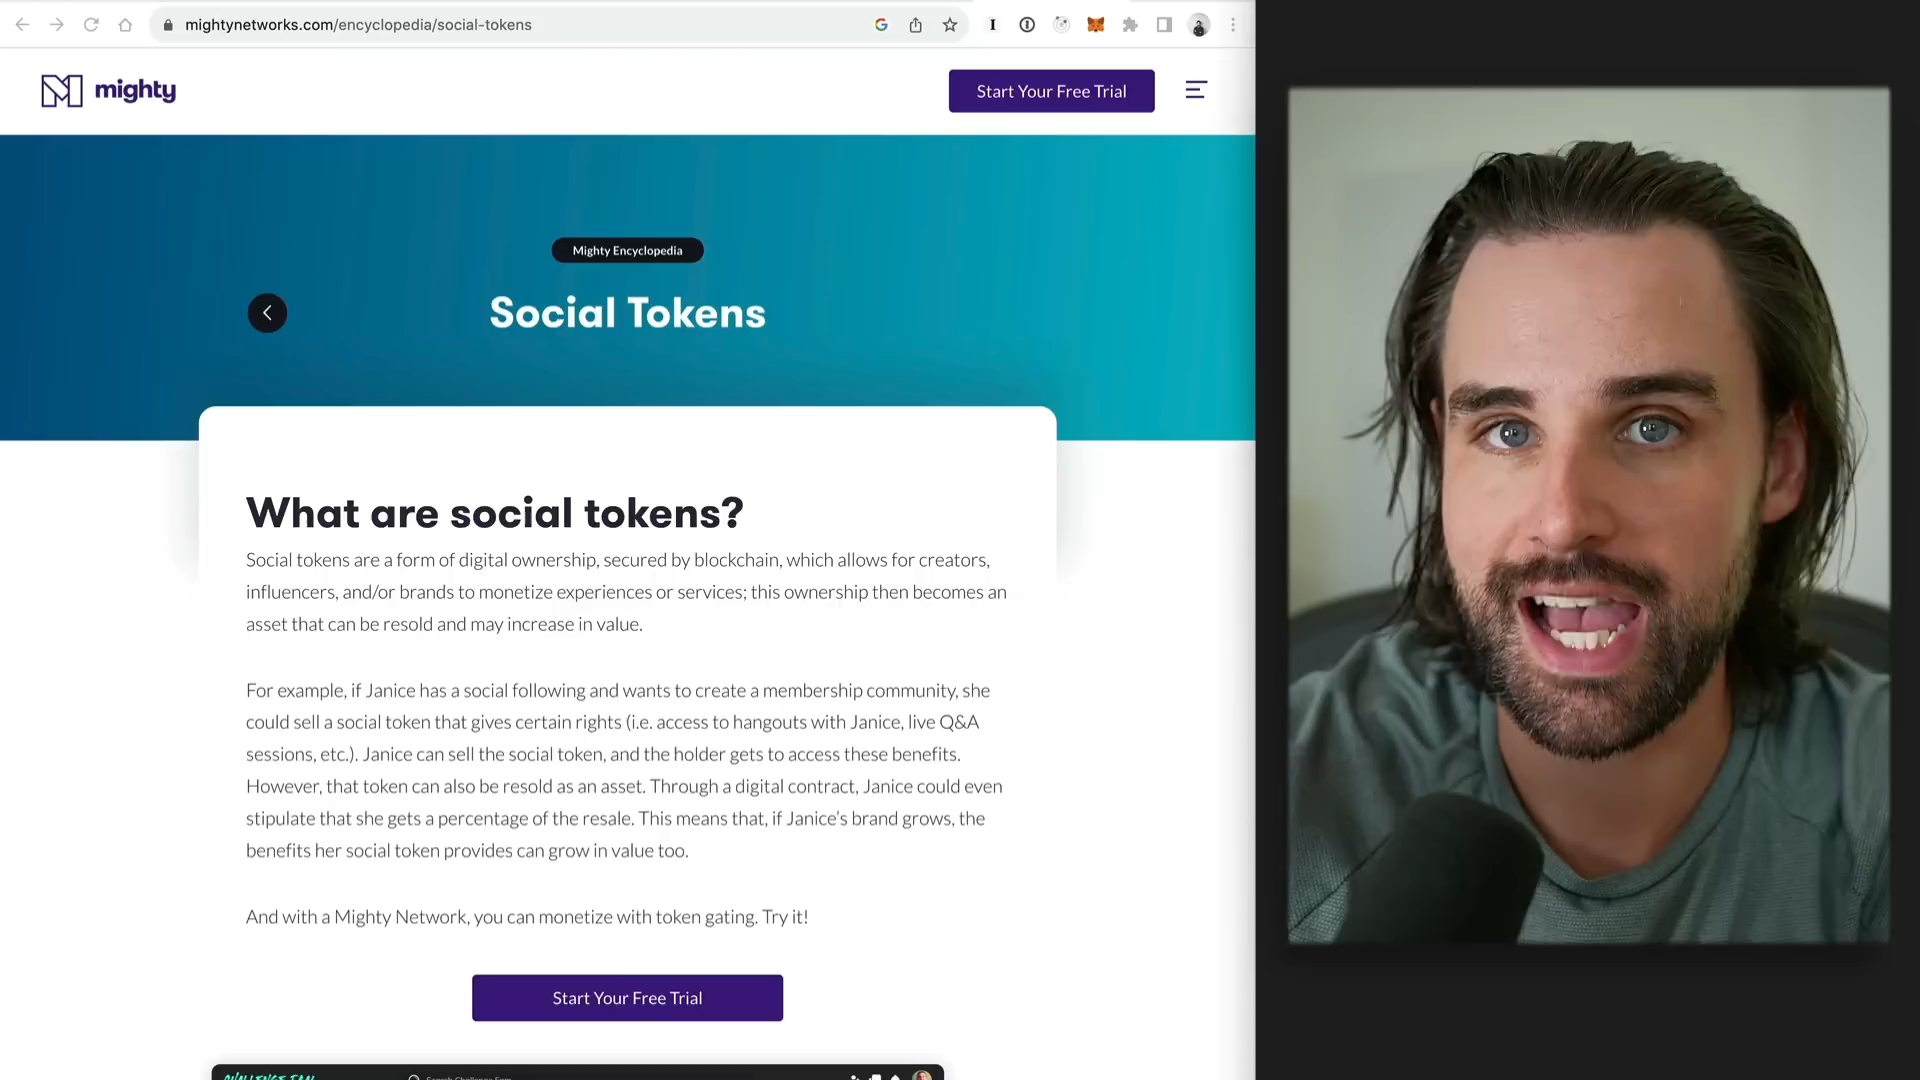 mightynetworks.com/encyclopedia/social-tokens
mighty
Start Your Free Trial
Mighty Encyclopedia
Social Tokens
What are social tokens?
Social tokens are a form of digital ownership, secured by blockchain, which allows for creators,
influencers, and/or brands to monetize experiences or services; this ownership then becomes an
asset that can be resold and may increase in value.
For example, if Janice has a social following and wants to create a membership community, she
could sell a social token that gives certain rights (i.e. access to hangouts with Janice, live Q&A
sessions, etc.). Janice can sell the social token, and the holder gets to access these benefits.
However, that token can also be resold as an asset. Through a digital contract, Janice could even
stipulate that she gets a percentage of the resale. This means that, if Janice’s brand grows, the
benefits her social token provides can grow in value too.
And with a Mighty Network, you can monetize with token gating. Try it!
Start Your Free Trial